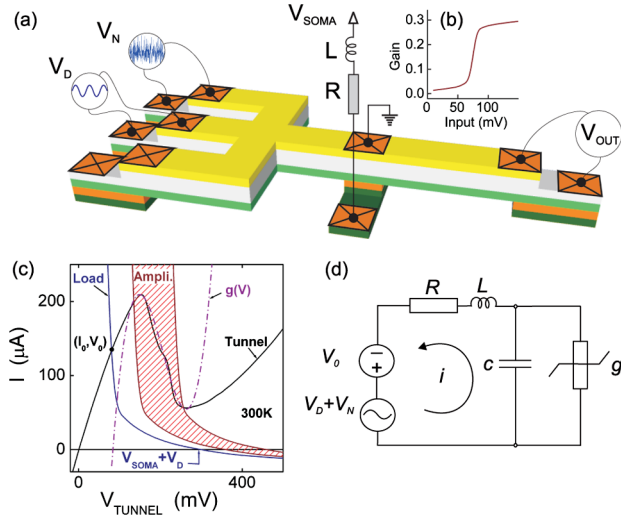 (a)
V_N
V_D
V_SOMA
L
R
(b)
Gain
0.3
0.2
0.1
0.0
50
100
Input (mV)
V_OUT
(c)
Load
Ampli.
g(V)
200
(I_0,V_0)
Tunnel
I (μA)
100
300K
0
V_SOMA+V_D
0
200
400
V_TUNNEL (mV)
(d)
R
L
V_0
−
+
i
c
g
V_D+V_N